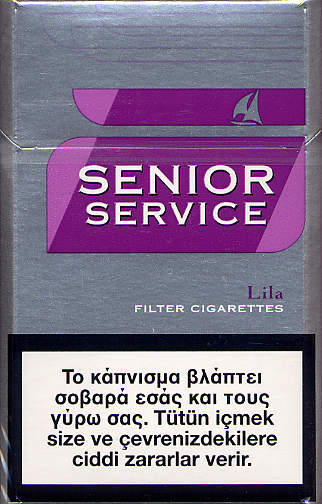 SENIOR
SERVICE
Lila
FILTER CIGARETTES
Το κάπνισμα βλάπτει
σοβαρά εσάς και τους
γύρω σας. Tütün içmek
size ve çevrenizdekilere
ciddi zararlar verir.